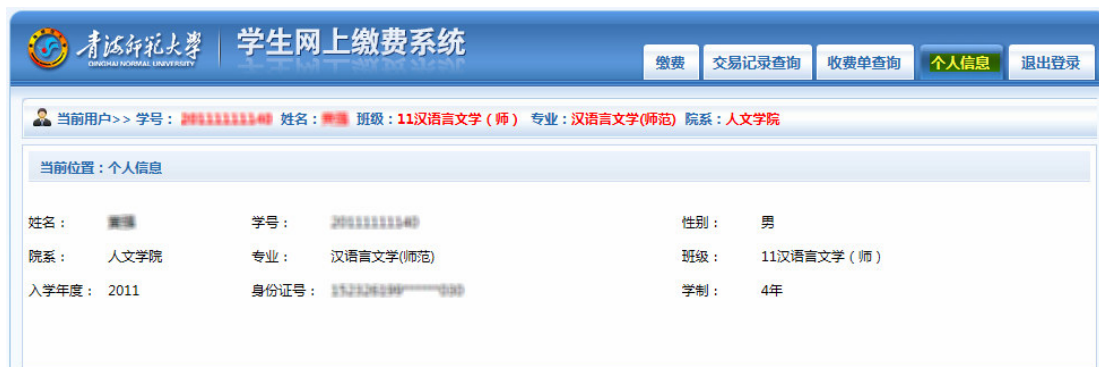 青海师范大学 学生网上缴费系统
QINGHAI NORMAL UNIVERSITY
缴费 交易记录查询 收费单查询 个人信息 退出登录
当前用户>> 学号： 姓名： 班级：11汉语言文学（师） 专业：汉语言文学(师范) 院系：人文学院
当前位置：个人信息
姓名： 学号： 性别： 男
院系： 人文学院 专业： 汉语言文学(师范) 班级： 11汉语言文学（师）
入学年度： 2011 身份证号： 学制： 4年